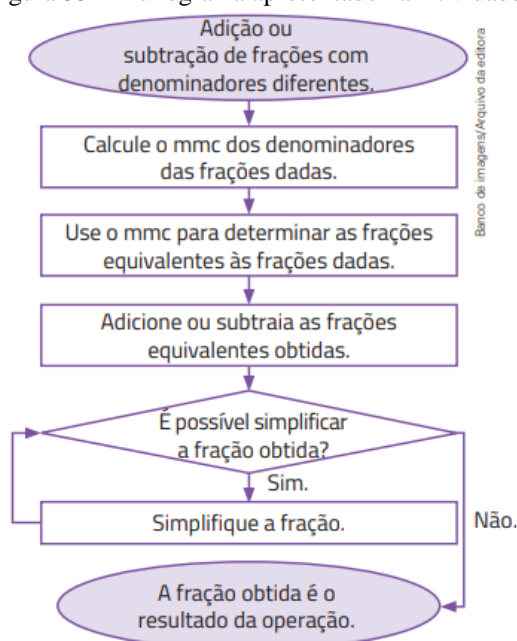 Adição ou
subtração de frações com
denominadores diferentes.
Banco de imagens/Arquivo da editora
Calcule o mmc dos denominadores
das frações dadas.
Use o mmc para determinar as frações
equivalentes às frações dadas.
Adicione ou subtraia as frações
equivalentes obtidas.
É possível simplificar
a fração obtida?
Sim.
Simplifique a fração.
Não.
A fração obtida é o
resultado da operação.